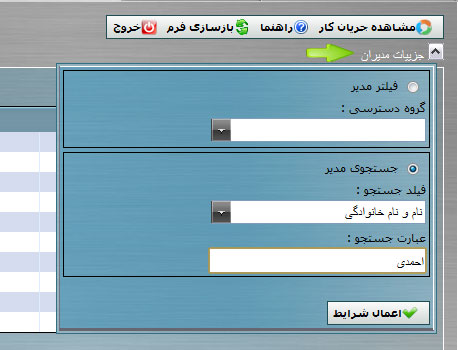 مشاهده جریان کار راهنما بازسازی فرم خروج
جزییات مدیران
فیلتر مدیر
گروه دسترسی :
جستجوی مدیر
فیلد جستجو :
نام و نام خانوادگی
عبارت جستجو :
احمدی
اعمال شرایط